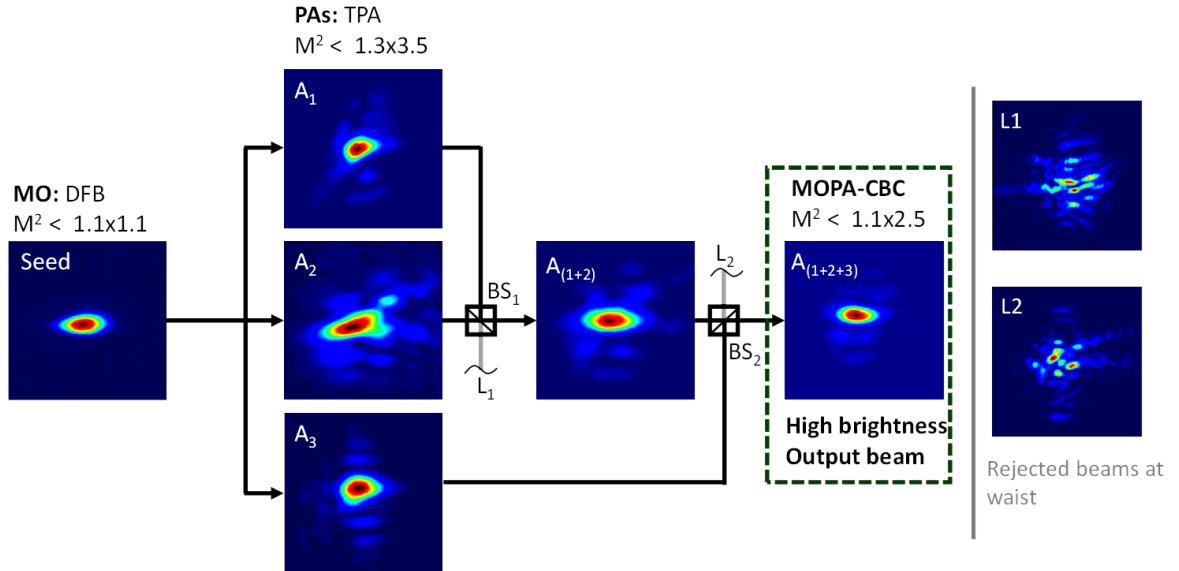 PAs: TPA
M² < 1.3x3.5
A₁
MO: DFB
M² < 1.1x1.1
Seed
A₂
BS₁
L₁
A₃
A₍₁₊₂₎
L₂
BS₂
MOPA-CBC
M² < 1.1x2.5
A₍₁₊₂₊₃₎
High brightness
Output beam
L1
L2
Rejected beams at
waist